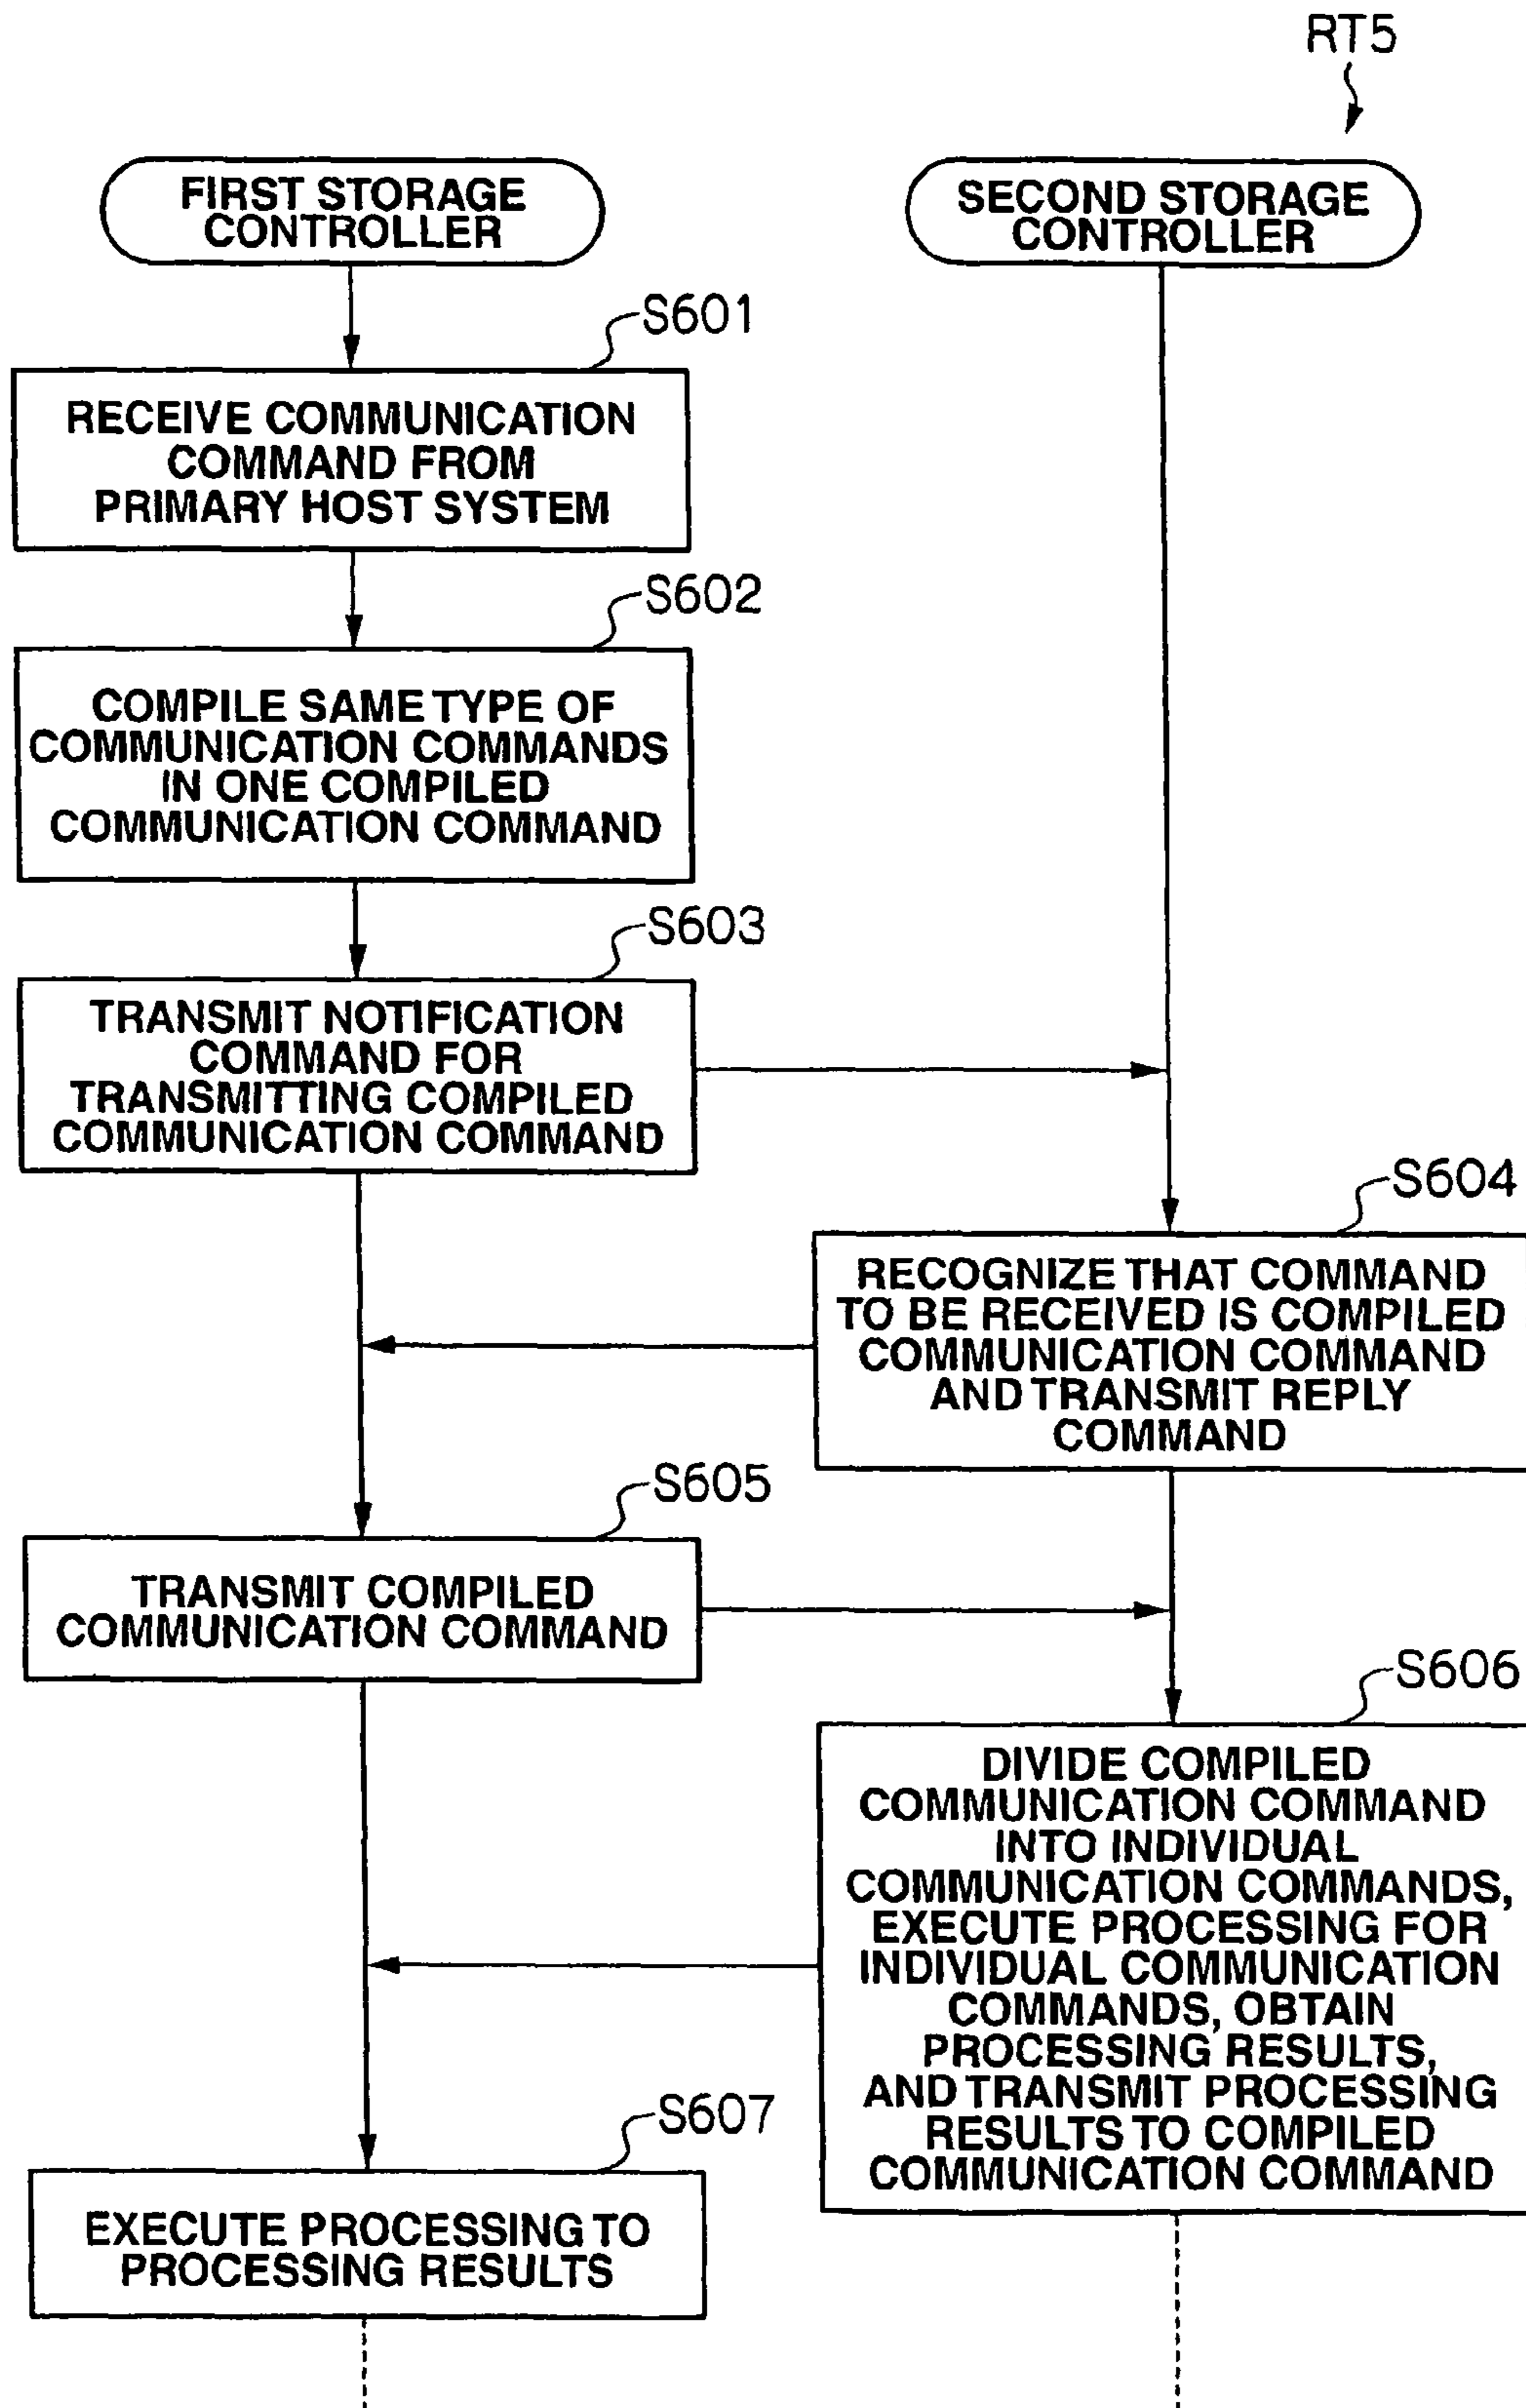 RT5
FIRST STORAGE
CONTROLLER
SECOND STORAGE
CONTROLLER
S601
RECEIVE COMMUNICATION
COMMAND FROM
PRIMARY HOST SYSTEM
S602
COMPILE SAME TYPE OF
COMMUNICATION COMMANDS
IN ONE COMPILED
COMMUNICATION COMMAND
S603
TRANSMIT NOTIFICATION
COMMAND FOR
TRANSMITTING COMPILED
COMMUNICATION COMMAND
S604
RECOGNIZE THAT COMMAND
TO BE RECEIVED IS COMPILED
COMMUNICATION COMMAND
AND TRANSMIT REPLY
COMMAND
S605
TRANSMIT COMPILED
COMMUNICATION COMMAND
S606
DIVIDE COMPILED
COMMUNICATION COMMAND
INTO INDIVIDUAL
COMMUNICATION COMMANDS,
EXECUTE PROCESSING FOR
INDIVIDUAL COMMUNICATION
COMMANDS, OBTAIN
PROCESSING RESULTS,
AND TRANSMIT PROCESSING
RESULTS TO COMPILED
COMMUNICATION COMMAND
S607
EXECUTE PROCESSING TO
PROCESSING RESULTS